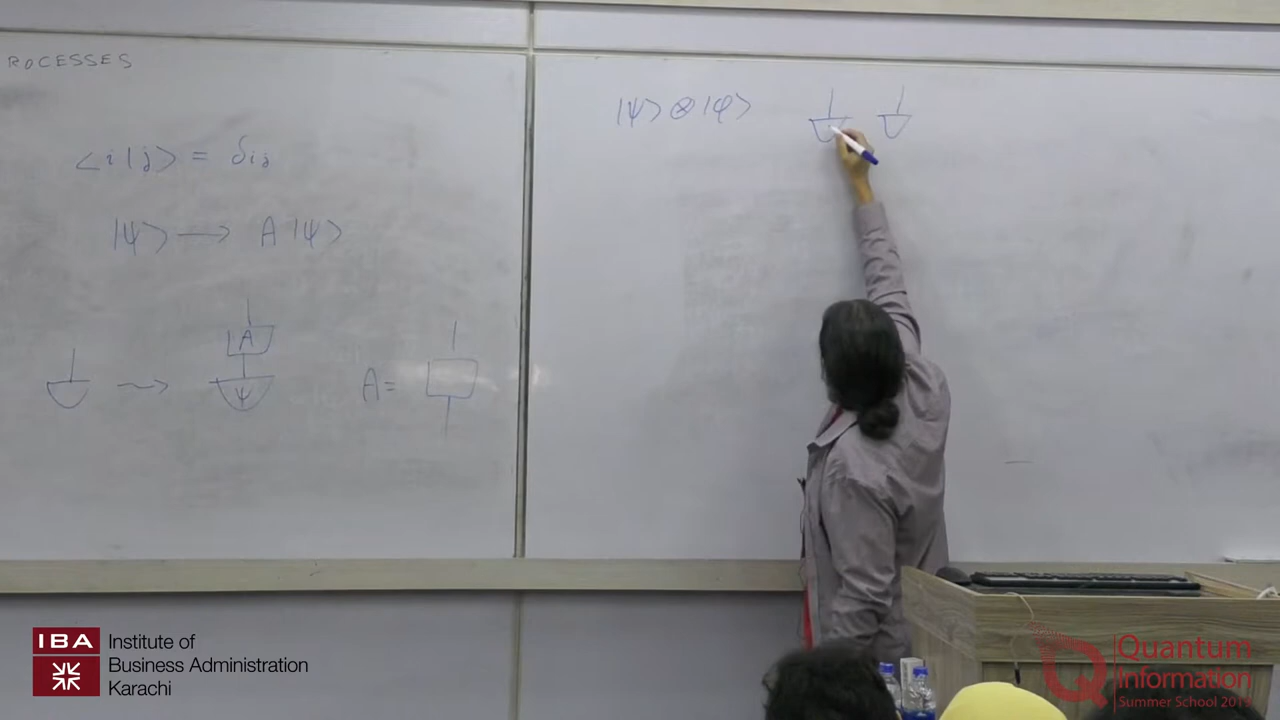 ROCESSES
⟨i|j⟩ = δij
|ψ⟩ → A|ψ⟩
A
ψ
A=
|ψ⟩ ⊗ |φ⟩
IBA
Institute of
Business Administration
Karachi
Quantum
Information
Summer School 2019